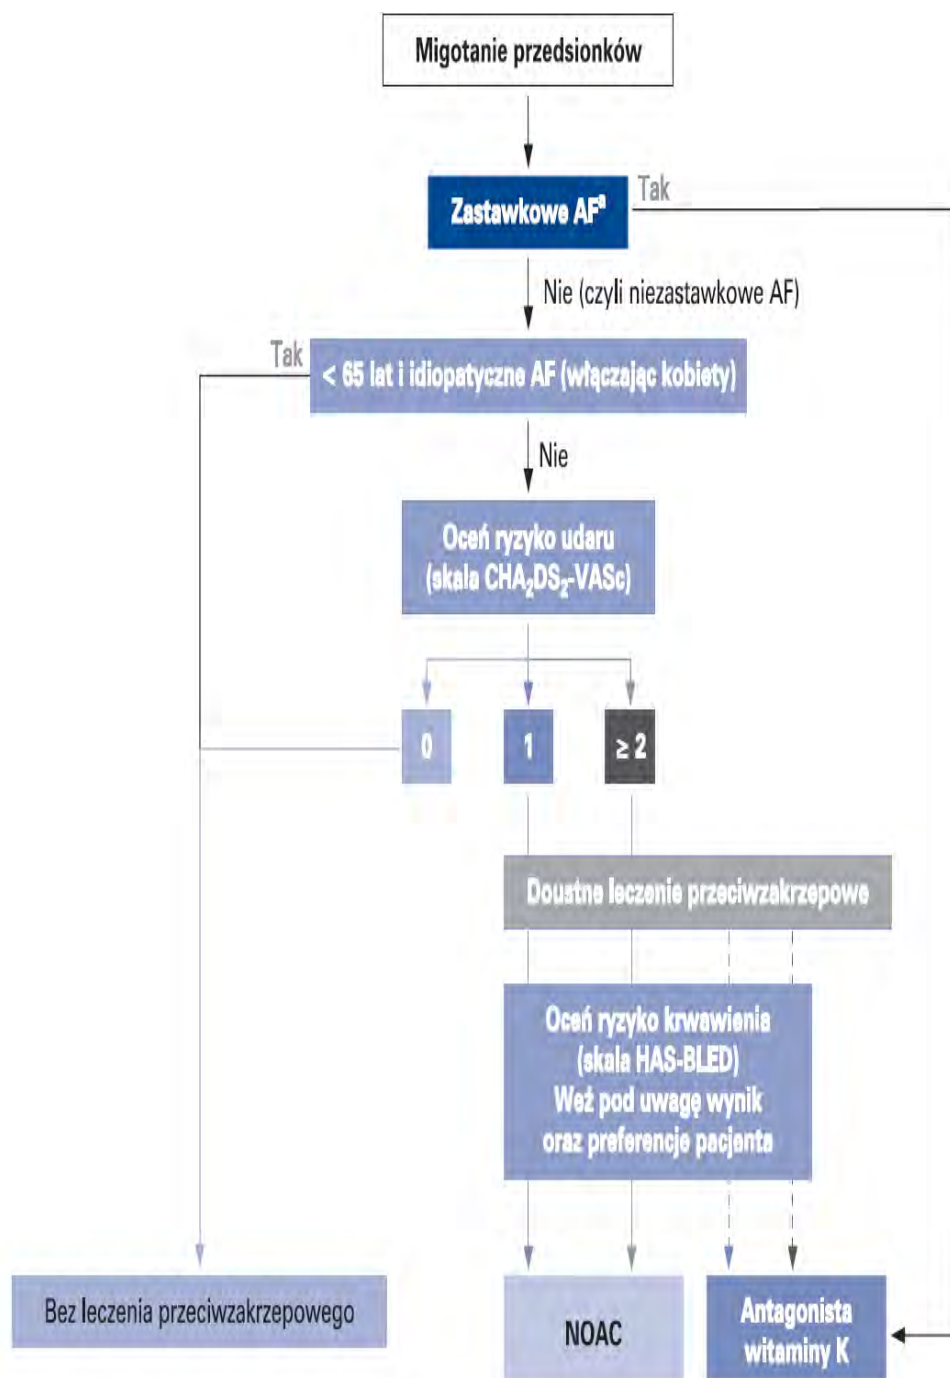 Migotanie przedsionków
Zastawkowe AFª
Tak
Nie (czyli niezastawkowe AF)
Tak
< 65 lat i idiopatyczne AF (włączając kobiety)
Nie
Oceń ryzyko udaru
(skala CHA₂DS₂-VASc)
0
1
≥ 2
Doustne leczenie przeciwzakrzepowe
Oceń ryzyko krwawienia
(skala HAS-BLED)
Weź pod uwagę wynik
oraz preferencje pacjenta
Bez leczenia przeciwzakrzepowego
NOAC
Antagonista
witaminy K